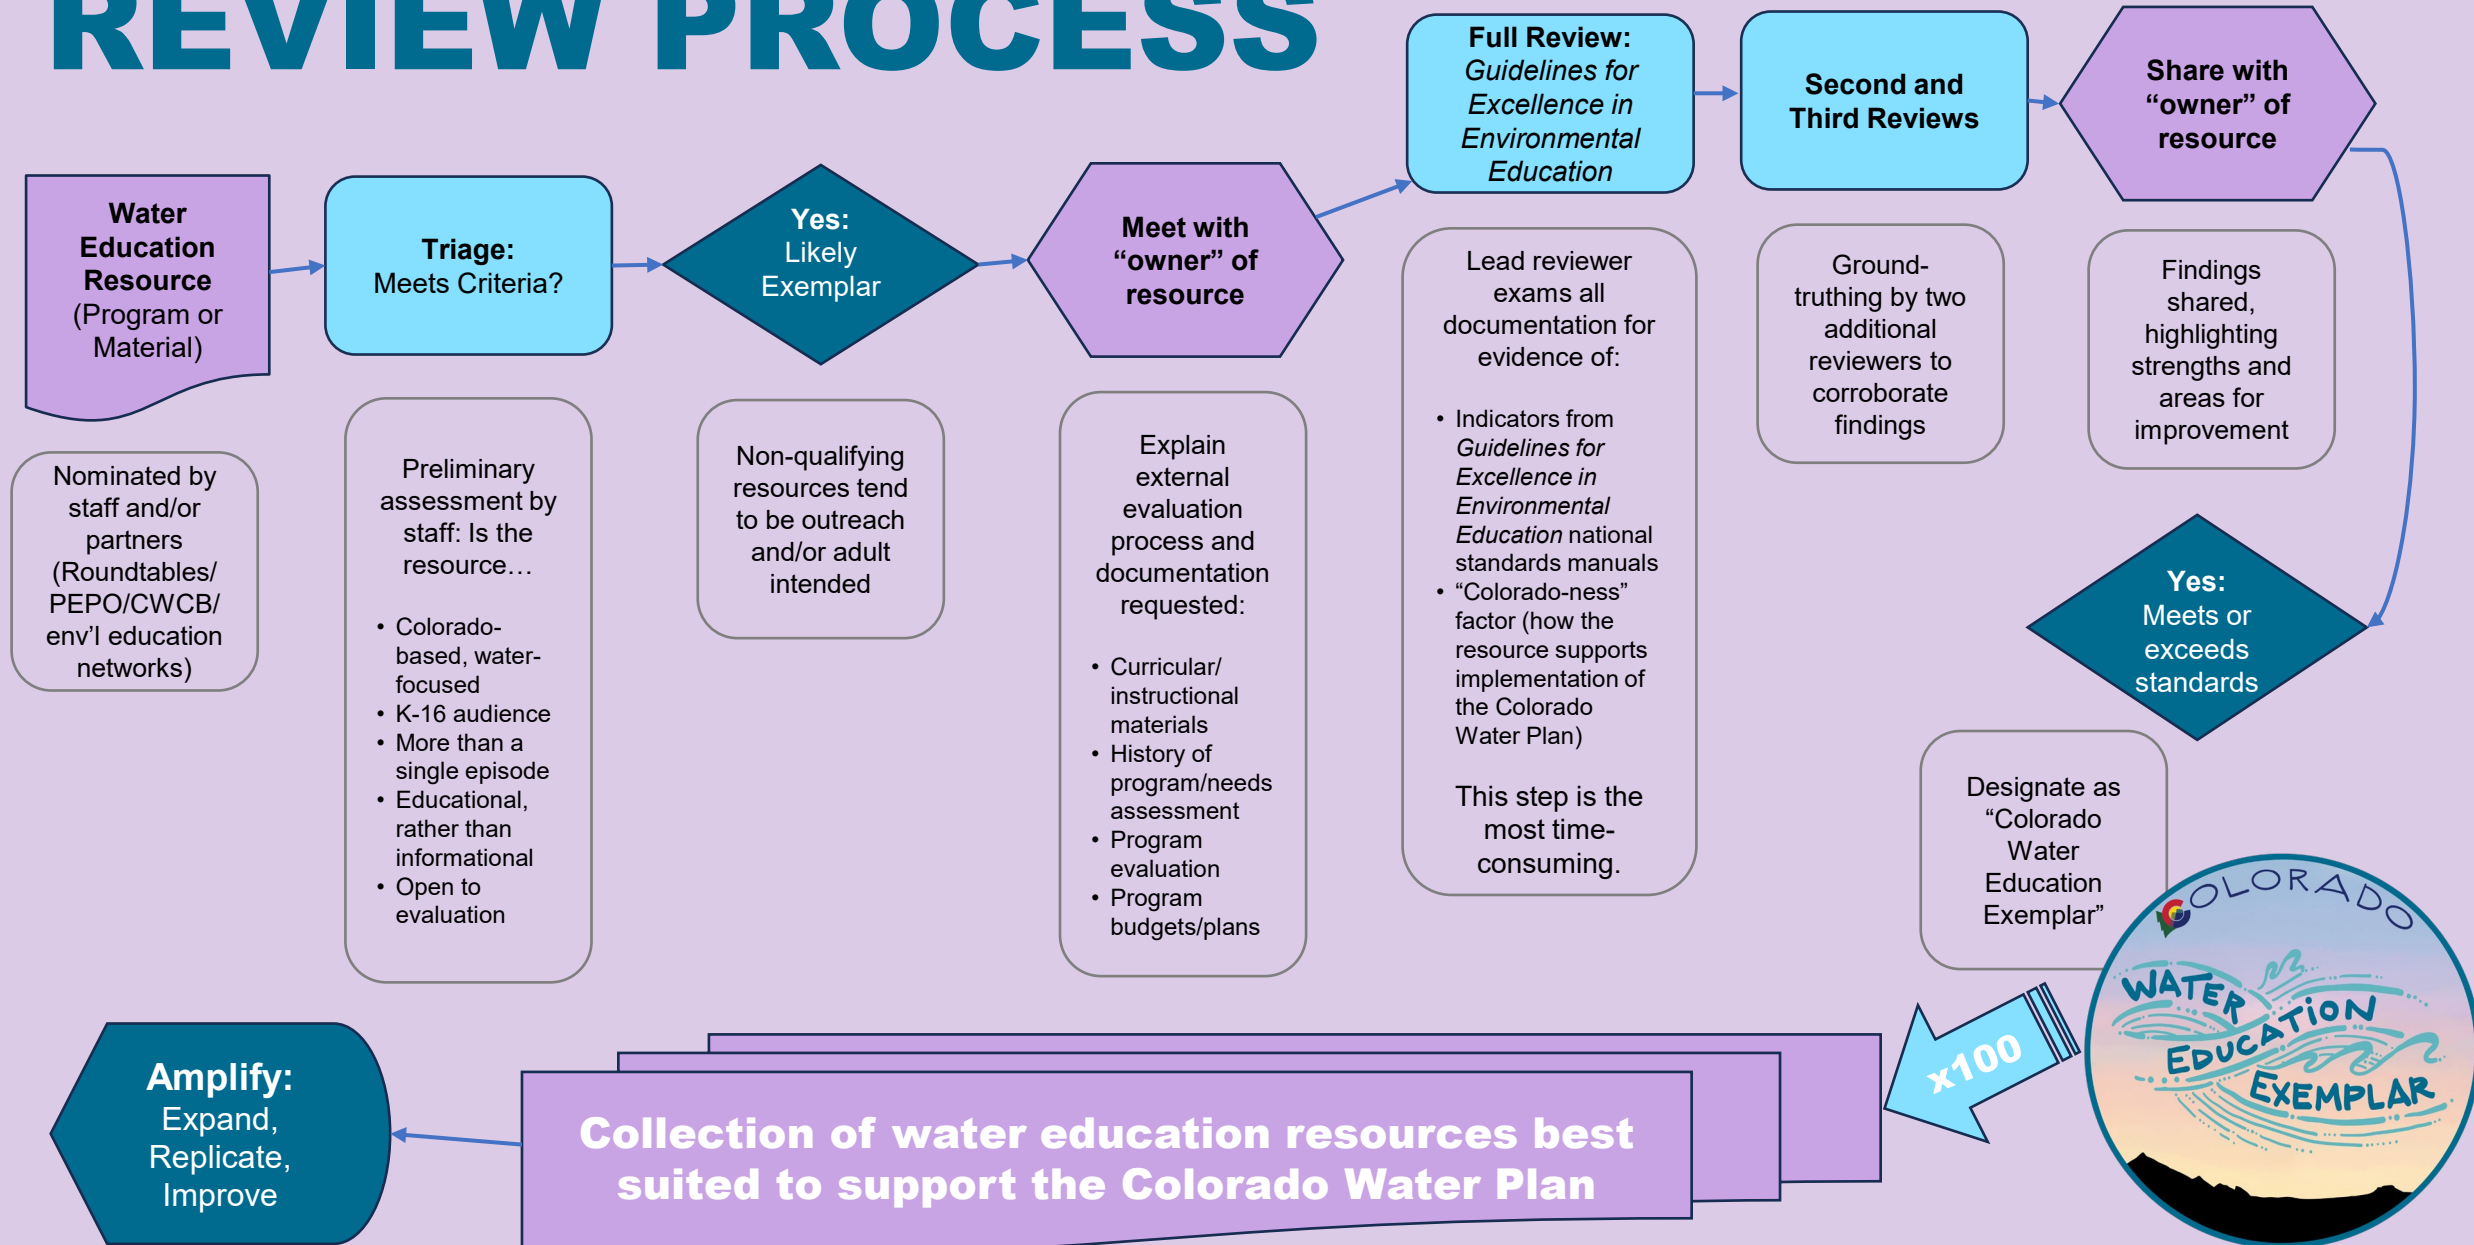 REVIEW PROCESS
Water
Education
Resource
(Program or
Material)
Nominated by
staff and/or
partners
(Roundtables/
PEPO/CWCB/
env’l education
networks)
Triage:
Meets Criteria?
Preliminary
assessment by
staff: Is the
resource…
• Colorado-
based, water-
focused
• K-16 audience
• More than a
single episode
• Educational,
rather than
informational
• Open to
evaluation
Yes:
Likely
Exemplar
Non-qualifying
resources tend
to be outreach
and/or adult
intended
Meet with
“owner” of
resource
Explain
external
evaluation
process and
documentation
requested:
• Curricular/
instructional
materials
• History of
program/needs
assessment
• Program
evaluation
• Program
budgets/plans
Full Review:
Guidelines for
Excellence in
Environmental
Education
Lead reviewer
exams all
documentation for
evidence of:
• Indicators from
Guidelines for
Excellence in
Environmental
Education national
standards manuals
• “Colorado-ness”
factor (how the
resource supports
implementation of
the Colorado
Water Plan)
This step is the
most time-
consuming.
Second and
Third Reviews
Ground-
truthing by two
additional
reviewers to
corroborate
findings
Share with
“owner” of
resource
Findings
shared,
highlighting
strengths and
areas for
improvement
Yes:
Meets or
exceeds
standards
Designate as
“Colorado
Water
Education
Exemplar”
COLORADO
WATER
EDUCATION
EXEMPLAR
x100
Collection of water education resources best
suited to support the Colorado Water Plan
Amplify:
Expand,
Replicate,
Improve